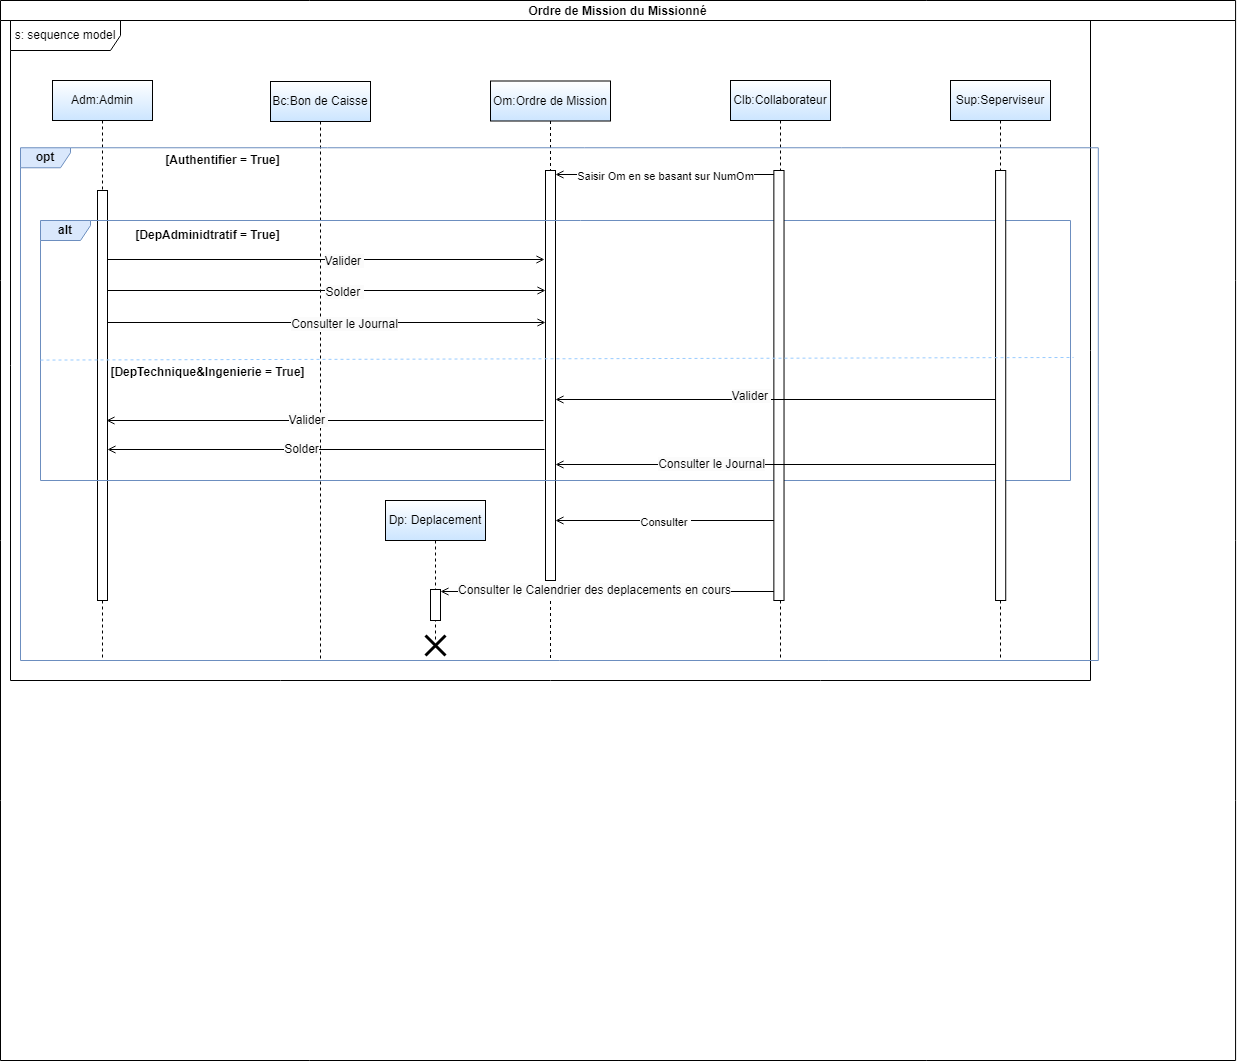 Ordre de Mission du Missionné
s: sequence model
Adm:Admin
Bc:Bon de Caisse
Om:Ordre de Mission
Clb:Collaborateur
Sup:Seperviseur
opt
[Authentifier = True]
Saisir Om en se basant sur NumOm
alt
[DepAdminidtratif = True]
Valider
Solder
Consulter le Journal
[DepTechnique&Ingenierie = True]
Valider
Valider
Solder
Consulter le Journal
Dp: Deplacement
Consulter
Consulter le Calendrier des deplacements en cours